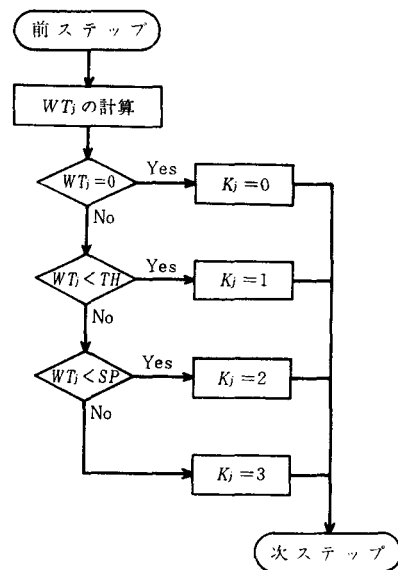 前ステップ
WTjの計算
WTj=0
Yes
Kj=0
No
WTj<TH
Yes
Kj=1
No
WTj<SP
Yes
Kj=2
No
Kj=3
次ステップ